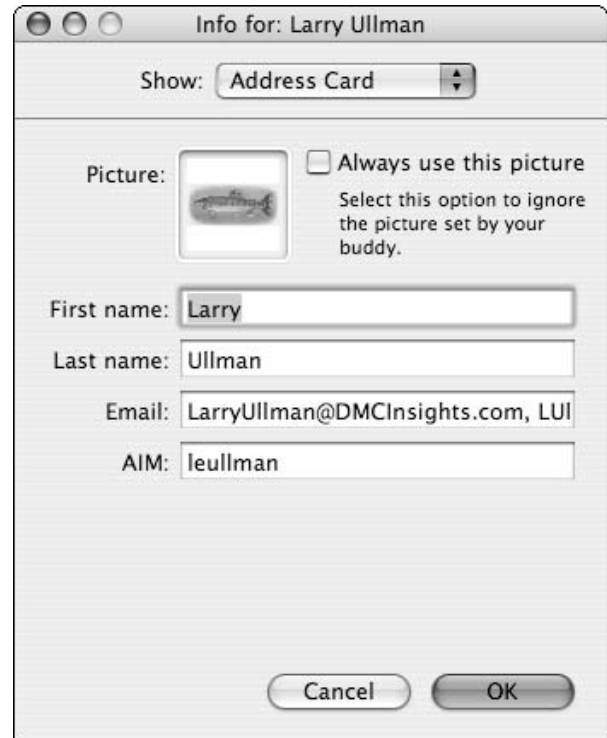 Info for: Larry Ullman
Show: Address Card
Picture:
Always use this picture
Select this option to ignore
the picture set by your
buddy.
First name: Larry
Last name: Ullman
Email: LarryUllman@DMCInsights.com, LUl
AIM: leullman
Cancel OK